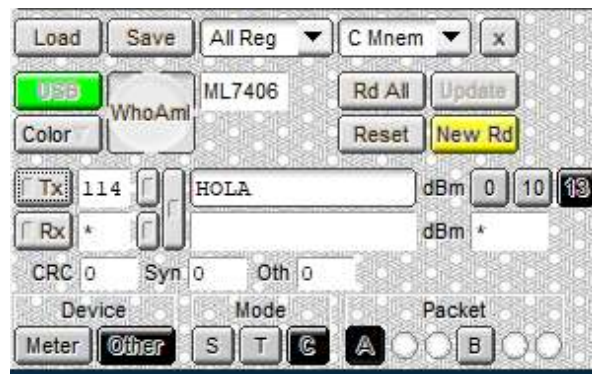 Load Save All Reg C Mnem x
USB WhoAmI ML7406 Rd All Update
Color Reset New Rd
Tx 114 HOLA dBm 0 10 13
Rx * dBm *
CRC 0 Syn 0 Oth 0
Device Mode Packet
Meter Other S T C A B